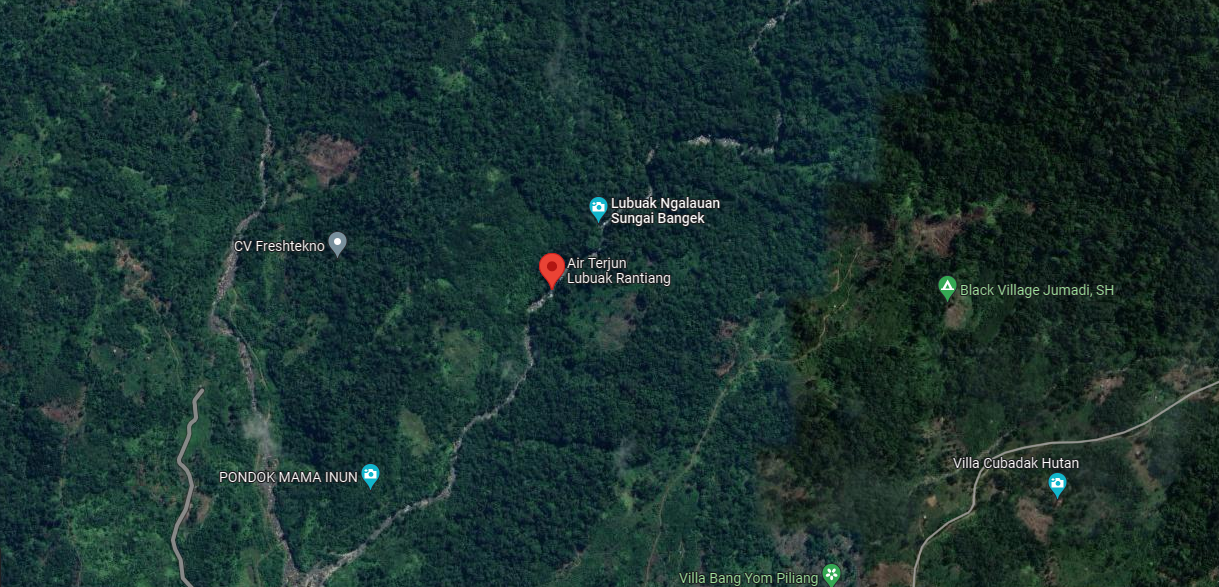 Lubuak Ngalauan
Sungai Bangek
CV Freshtekno
Air Terjun
Lubuak Rantiang
Black Village Jumadi, SH
Villa Cubadak Hutan
PONDOK MAMA INUN
Villa Bang Yom Piliang